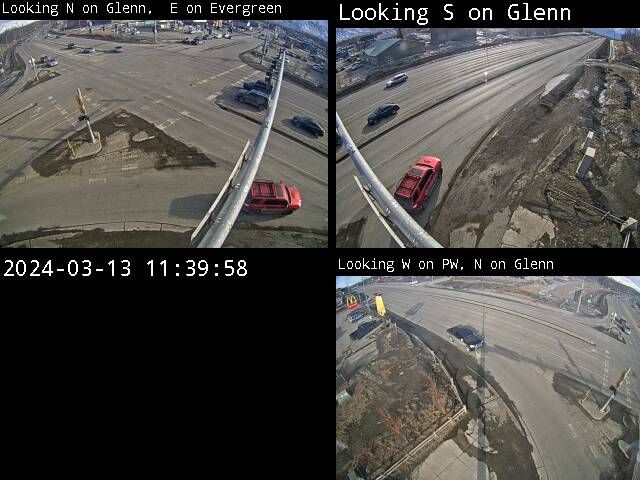 Looking N on Glenn,  E on Evergreen
Looking S on Glenn
2024-03-13 11:39:58
Looking W on PW, N on Glenn